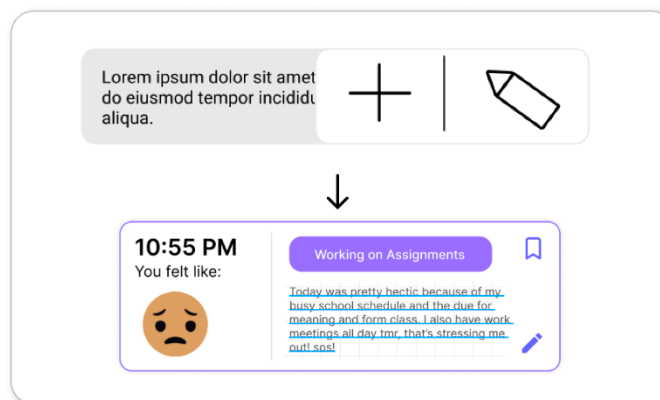 Lorem ipsum dolor sit amet
do eiusmod tempor incididu
aliqua.
10:55 PM
You felt like:
Working on Assignments
Today was pretty hectic because of my
busy school schedule and the due for
meaning and form class. I also have work
meetings all day tmr, that's stressing me
out! sos!